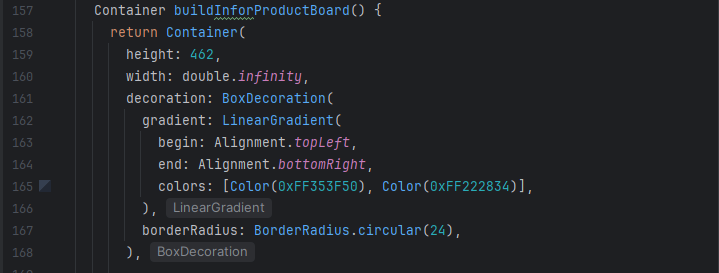 157 Container buildInforProductBoard() {
158 return Container(
159 height: 462,
160 width: double.infinity,
161 decoration: BoxDecoration(
162 gradient: LinearGradient(
163 begin: Alignment.topLeft,
164 end: Alignment.bottomRight,
165 colors: [Color(0xFF353F50), Color(0xFF222834)],
166 ), LinearGradient
167 borderRadius: BorderRadius.circular(24),
168 ), BoxDecoration